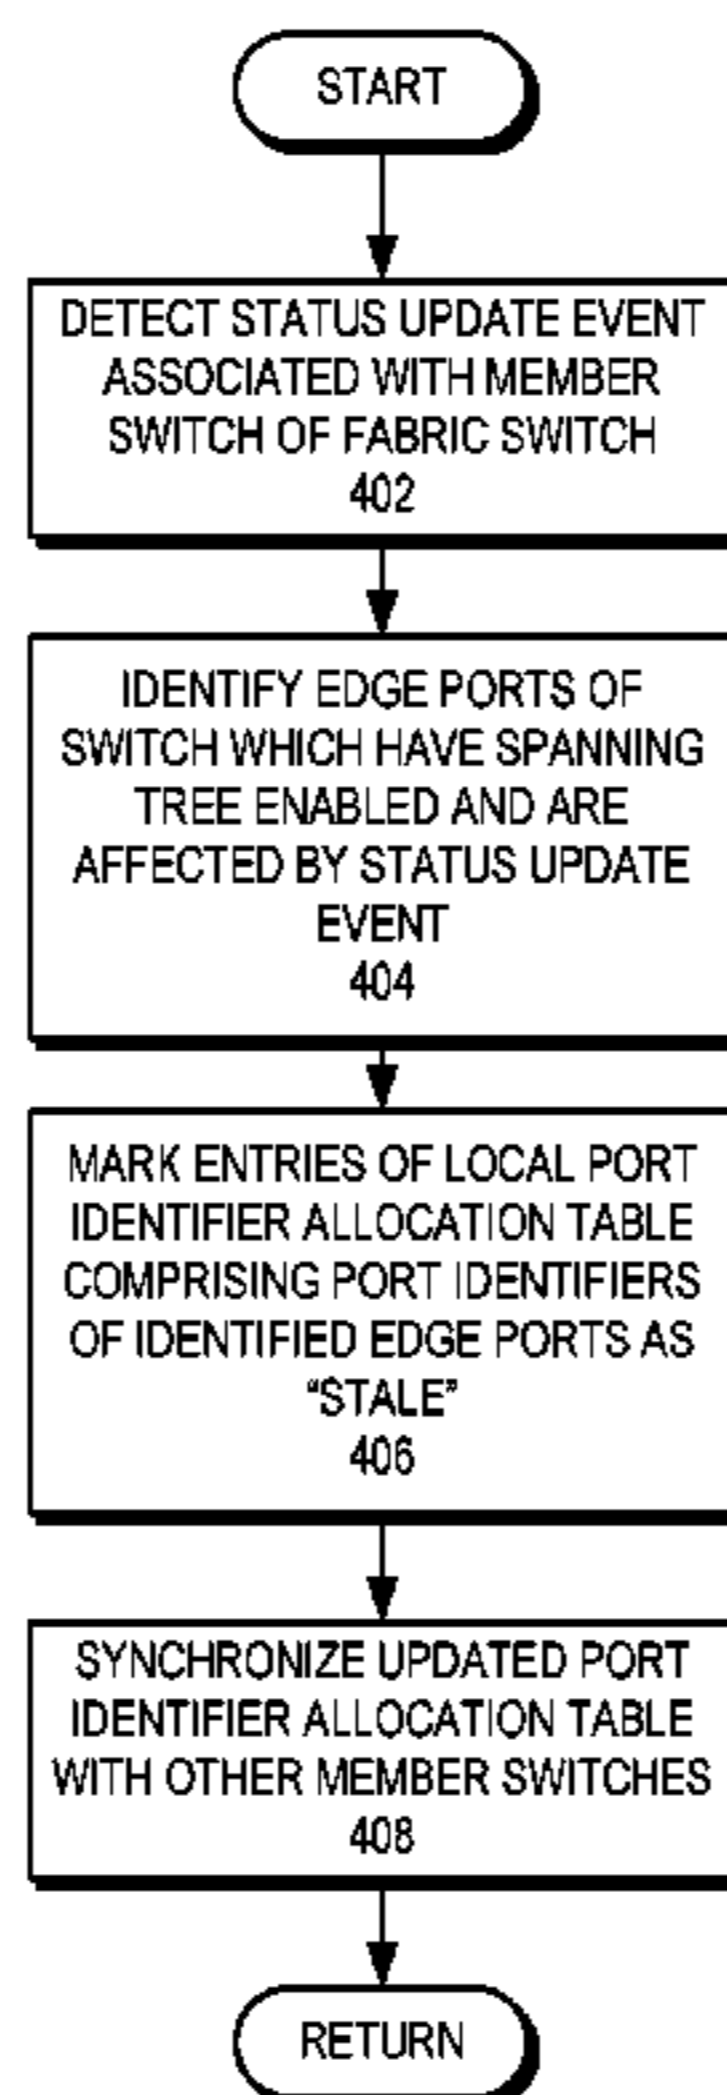 START
DETECT STATUS UPDATE EVENT
ASSOCIATED WITH MEMBER
SWITCH OF FABRIC SWITCH
402
IDENTIFY EDGE PORTS OF
SWITCH WHICH HAVE SPANNING
TREE ENABLED AND ARE
AFFECTED BY STATUS UPDATE
EVENT
404
MARK ENTRIES OF LOCAL PORT
IDENTIFIER ALLOCATION TABLE
COMPRISING PORT IDENTIFIERS
OF IDENTIFIED EDGE PORTS AS
“STALE”
406
SYNCHRONIZE UPDATED PORT
IDENTIFIER ALLOCATION TABLE
WITH OTHER MEMBER SWITCHES
408
RETURN